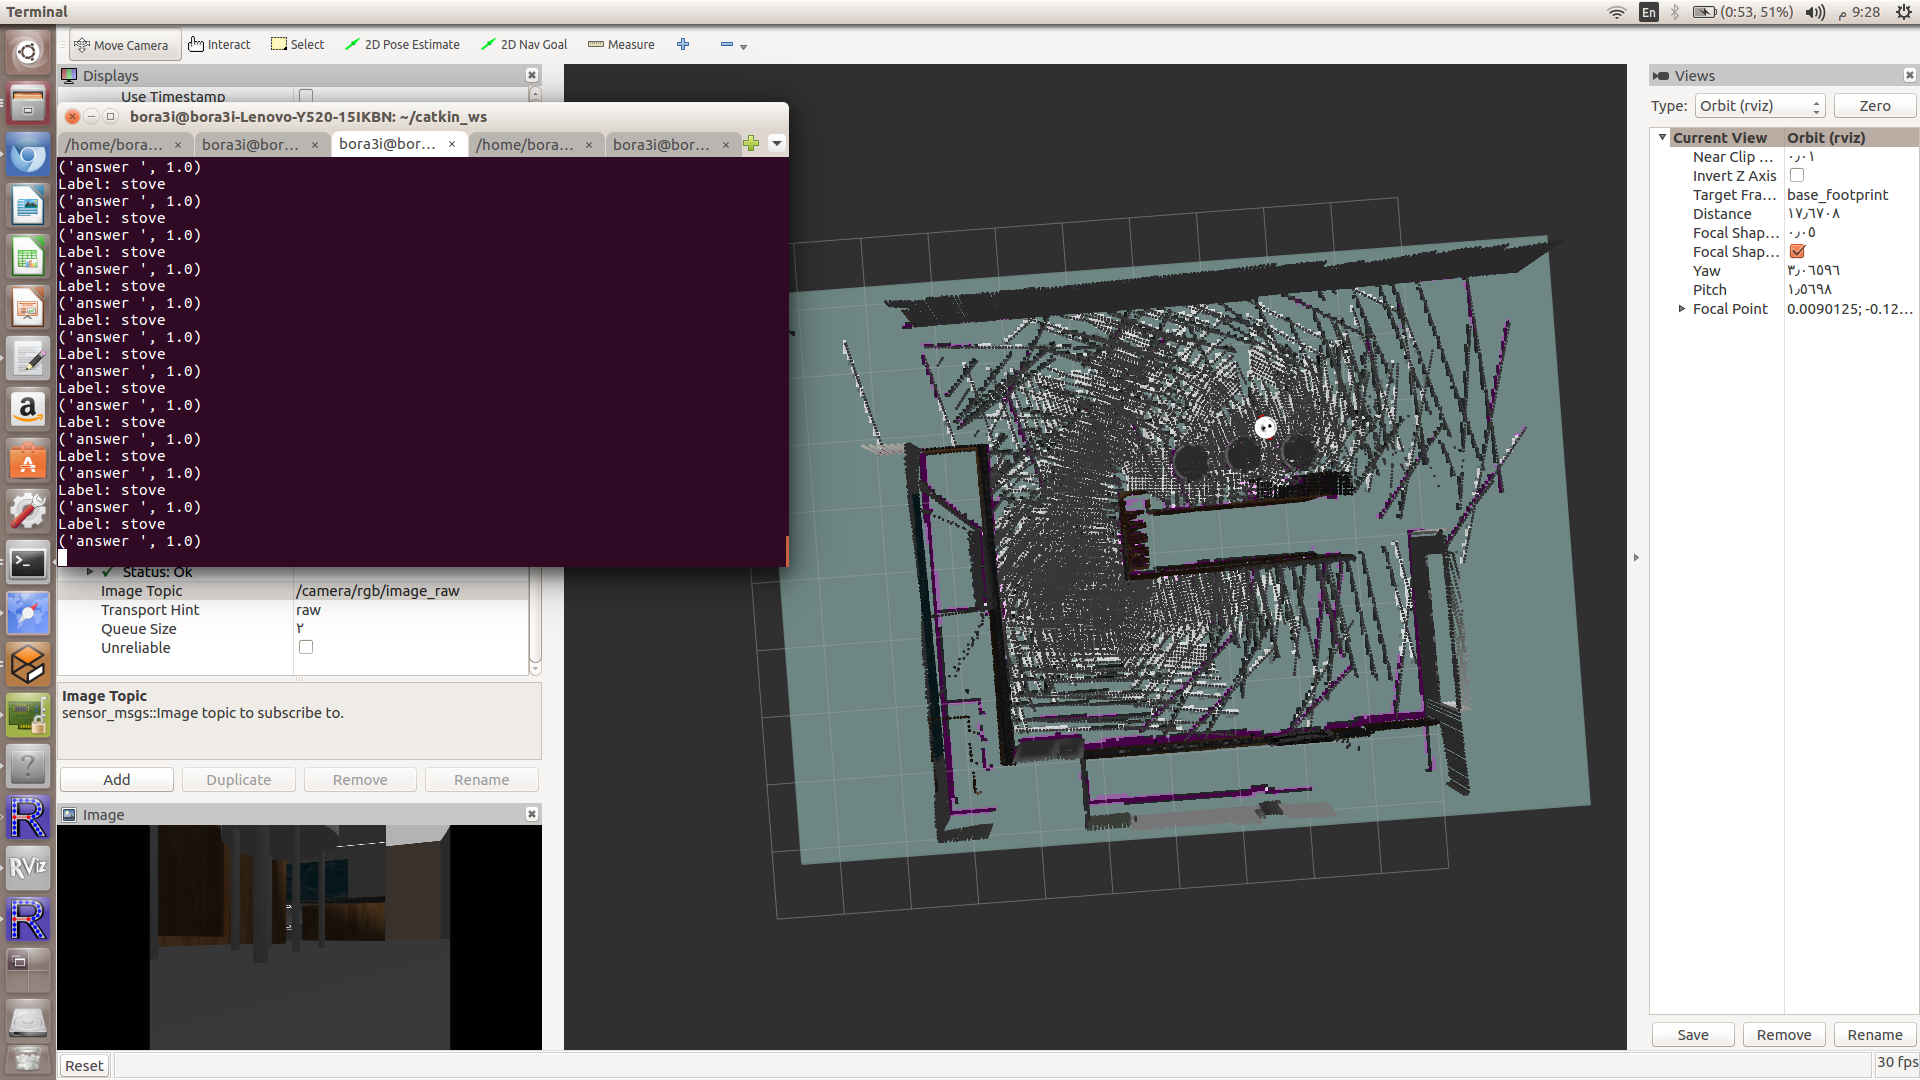 Terminal
En
(0:53, 51%)
9:28 م
Move Camera
Interact
Select
2D Pose Estimate
2D Nav Goal
Measure
Displays
Use Timestamp
bora3i@bora3i-Lenovo-Y520-15IKBN: ~/catkin_ws
/home/bora... × bora3i@bor... × bora3i@bor... × /home/bora... × bora3i@bor... ×
('answer ', 1.0)
Label: stove
('answer ', 1.0)
Label: stove
('answer ', 1.0)
Label: stove
('answer ', 1.0)
Label: stove
('answer ', 1.0)
Label: stove
('answer ', 1.0)
Label: stove
('answer ', 1.0)
Label: stove
('answer ', 1.0)
Label: stove
('answer ', 1.0)
Label: stove
('answer ', 1.0)
Label: stove
('answer ', 1.0)
Label: stove
('answer ', 1.0)
Status: Ok
Image Topic /camera/rgb/image_raw
Transport Hint raw
Queue Size ٢
Unreliable
Image Topic
sensor_msgs::Image topic to subscribe to.
Add Duplicate Remove Rename
Image
Reset
RViz
Views
Type: Orbit (rviz) Zero
Current View Orbit (rviz)
Near Clip ... ٠٫٠١
Invert Z Axis
Target Fra... base_footprint
Distance ١٧٫٦٧٠٨
Focal Shap... ٠٫٠٥
Focal Shap...
Yaw ٣٫٠٦٥٩٦
Pitch ١٫٥٦٩٨
Focal Point 0.0090125; -0.12...
Save Remove Rename
30 fps